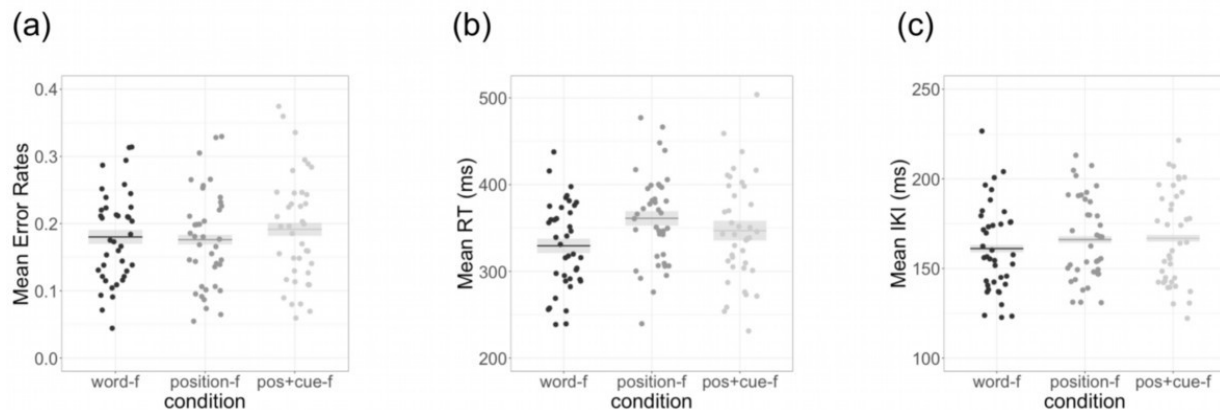 (a)
Mean Error Rates
0.4
0.3
0.2
0.1
0.0
word-f position-f pos+cue-f
condition
(b)
Mean RT (ms)
500
400
300
200
word-f position-f pos+cue-f
condition
(c)
Mean IKI (ms)
250
200
150
100
word-f position-f pos+cue-f
condition